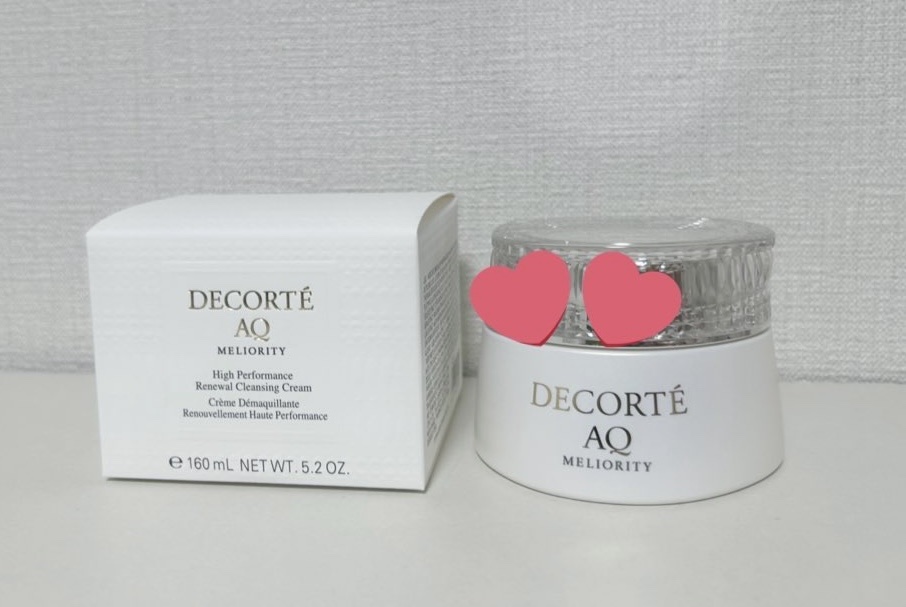 DECORTÉ
AQ
MELIORITY
High Performance
Renewal Cleansing Cream
Crème Démaquillante
Renouvellement Haute Performance
℮ 160 mL NET WT. 5.2 OZ.
DECORTÉ
AQ
MELIORITY